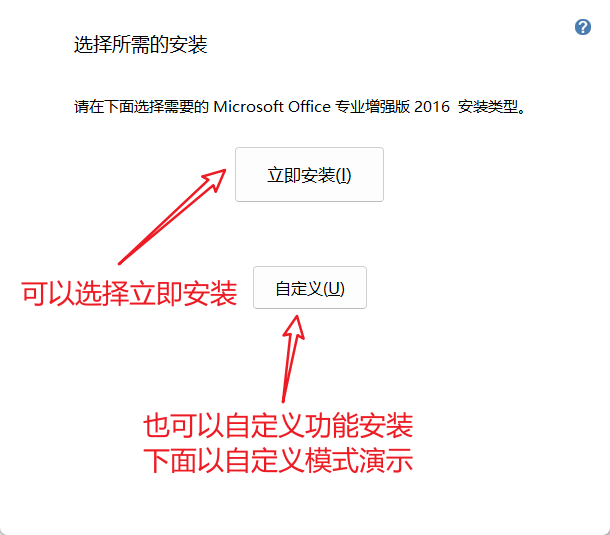 选择所需的安装
?
请在下面选择需要的 Microsoft Office 专业增强版 2016 安装类型。
立即安装(I)
可以选择立即安装
自定义(U)
也可以自定义功能安装
下面以自定义模式演示